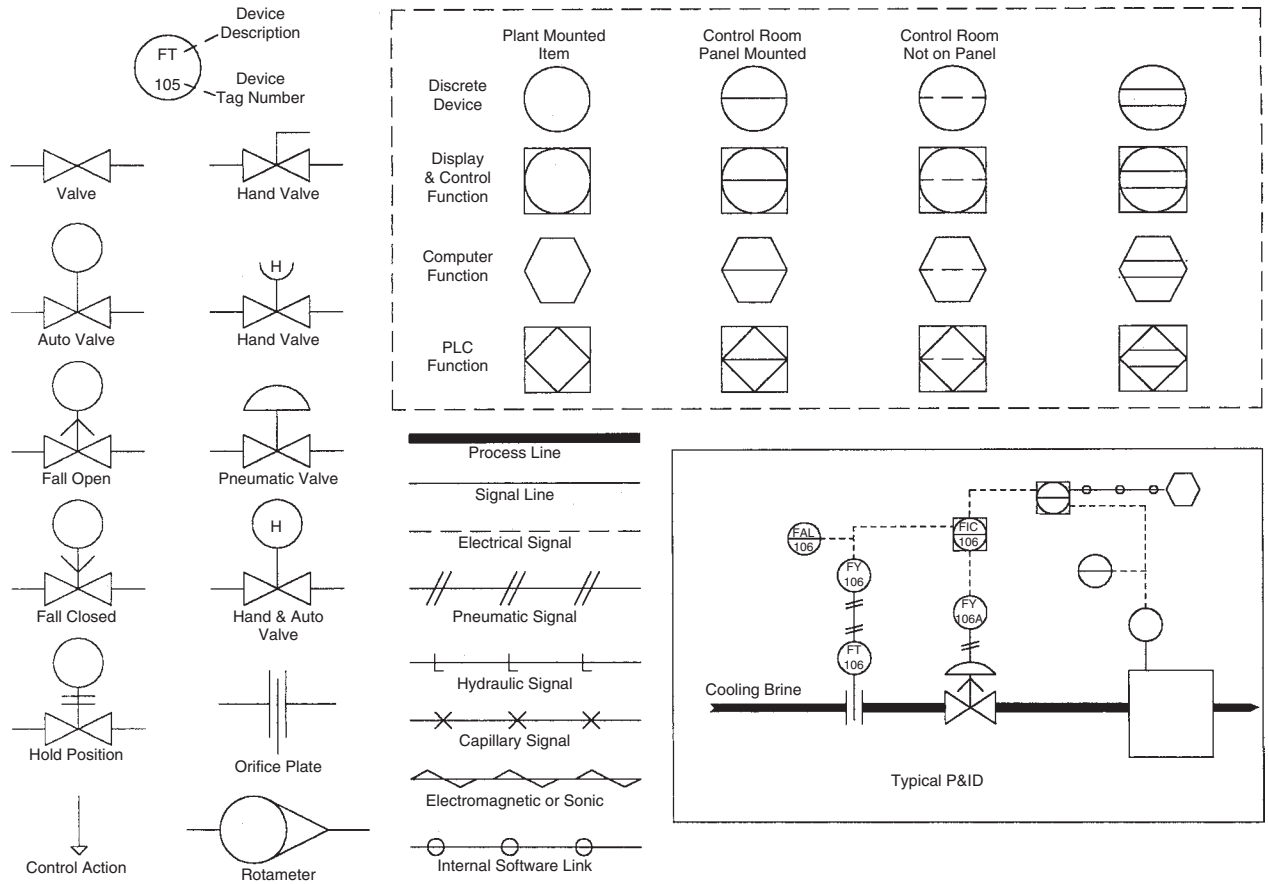 FT
105
Device
Description
Device
Tag Number
Valve
Hand Valve
Auto Valve
H
Hand Valve
Fall Open
Pneumatic Valve
Fall Closed
H
Hand & Auto
Valve
Hold Position
Orifice Plate
Control Action
Rotameter
Plant Mounted
Item
Control Room
Panel Mounted
Control Room
Not on Panel
Discrete
Device
Display
& Control
Function
Computer
Function
PLC
Function
Process Line
Signal Line
Electrical Signal
Pneumatic Signal
Hydraulic Signal
Capillary Signal
Electromagnetic or Sonic
Internal Software Link
FAL
106
FIC
106
FY
106
FY
106A
FT
106
Cooling Brine
Typical P&ID